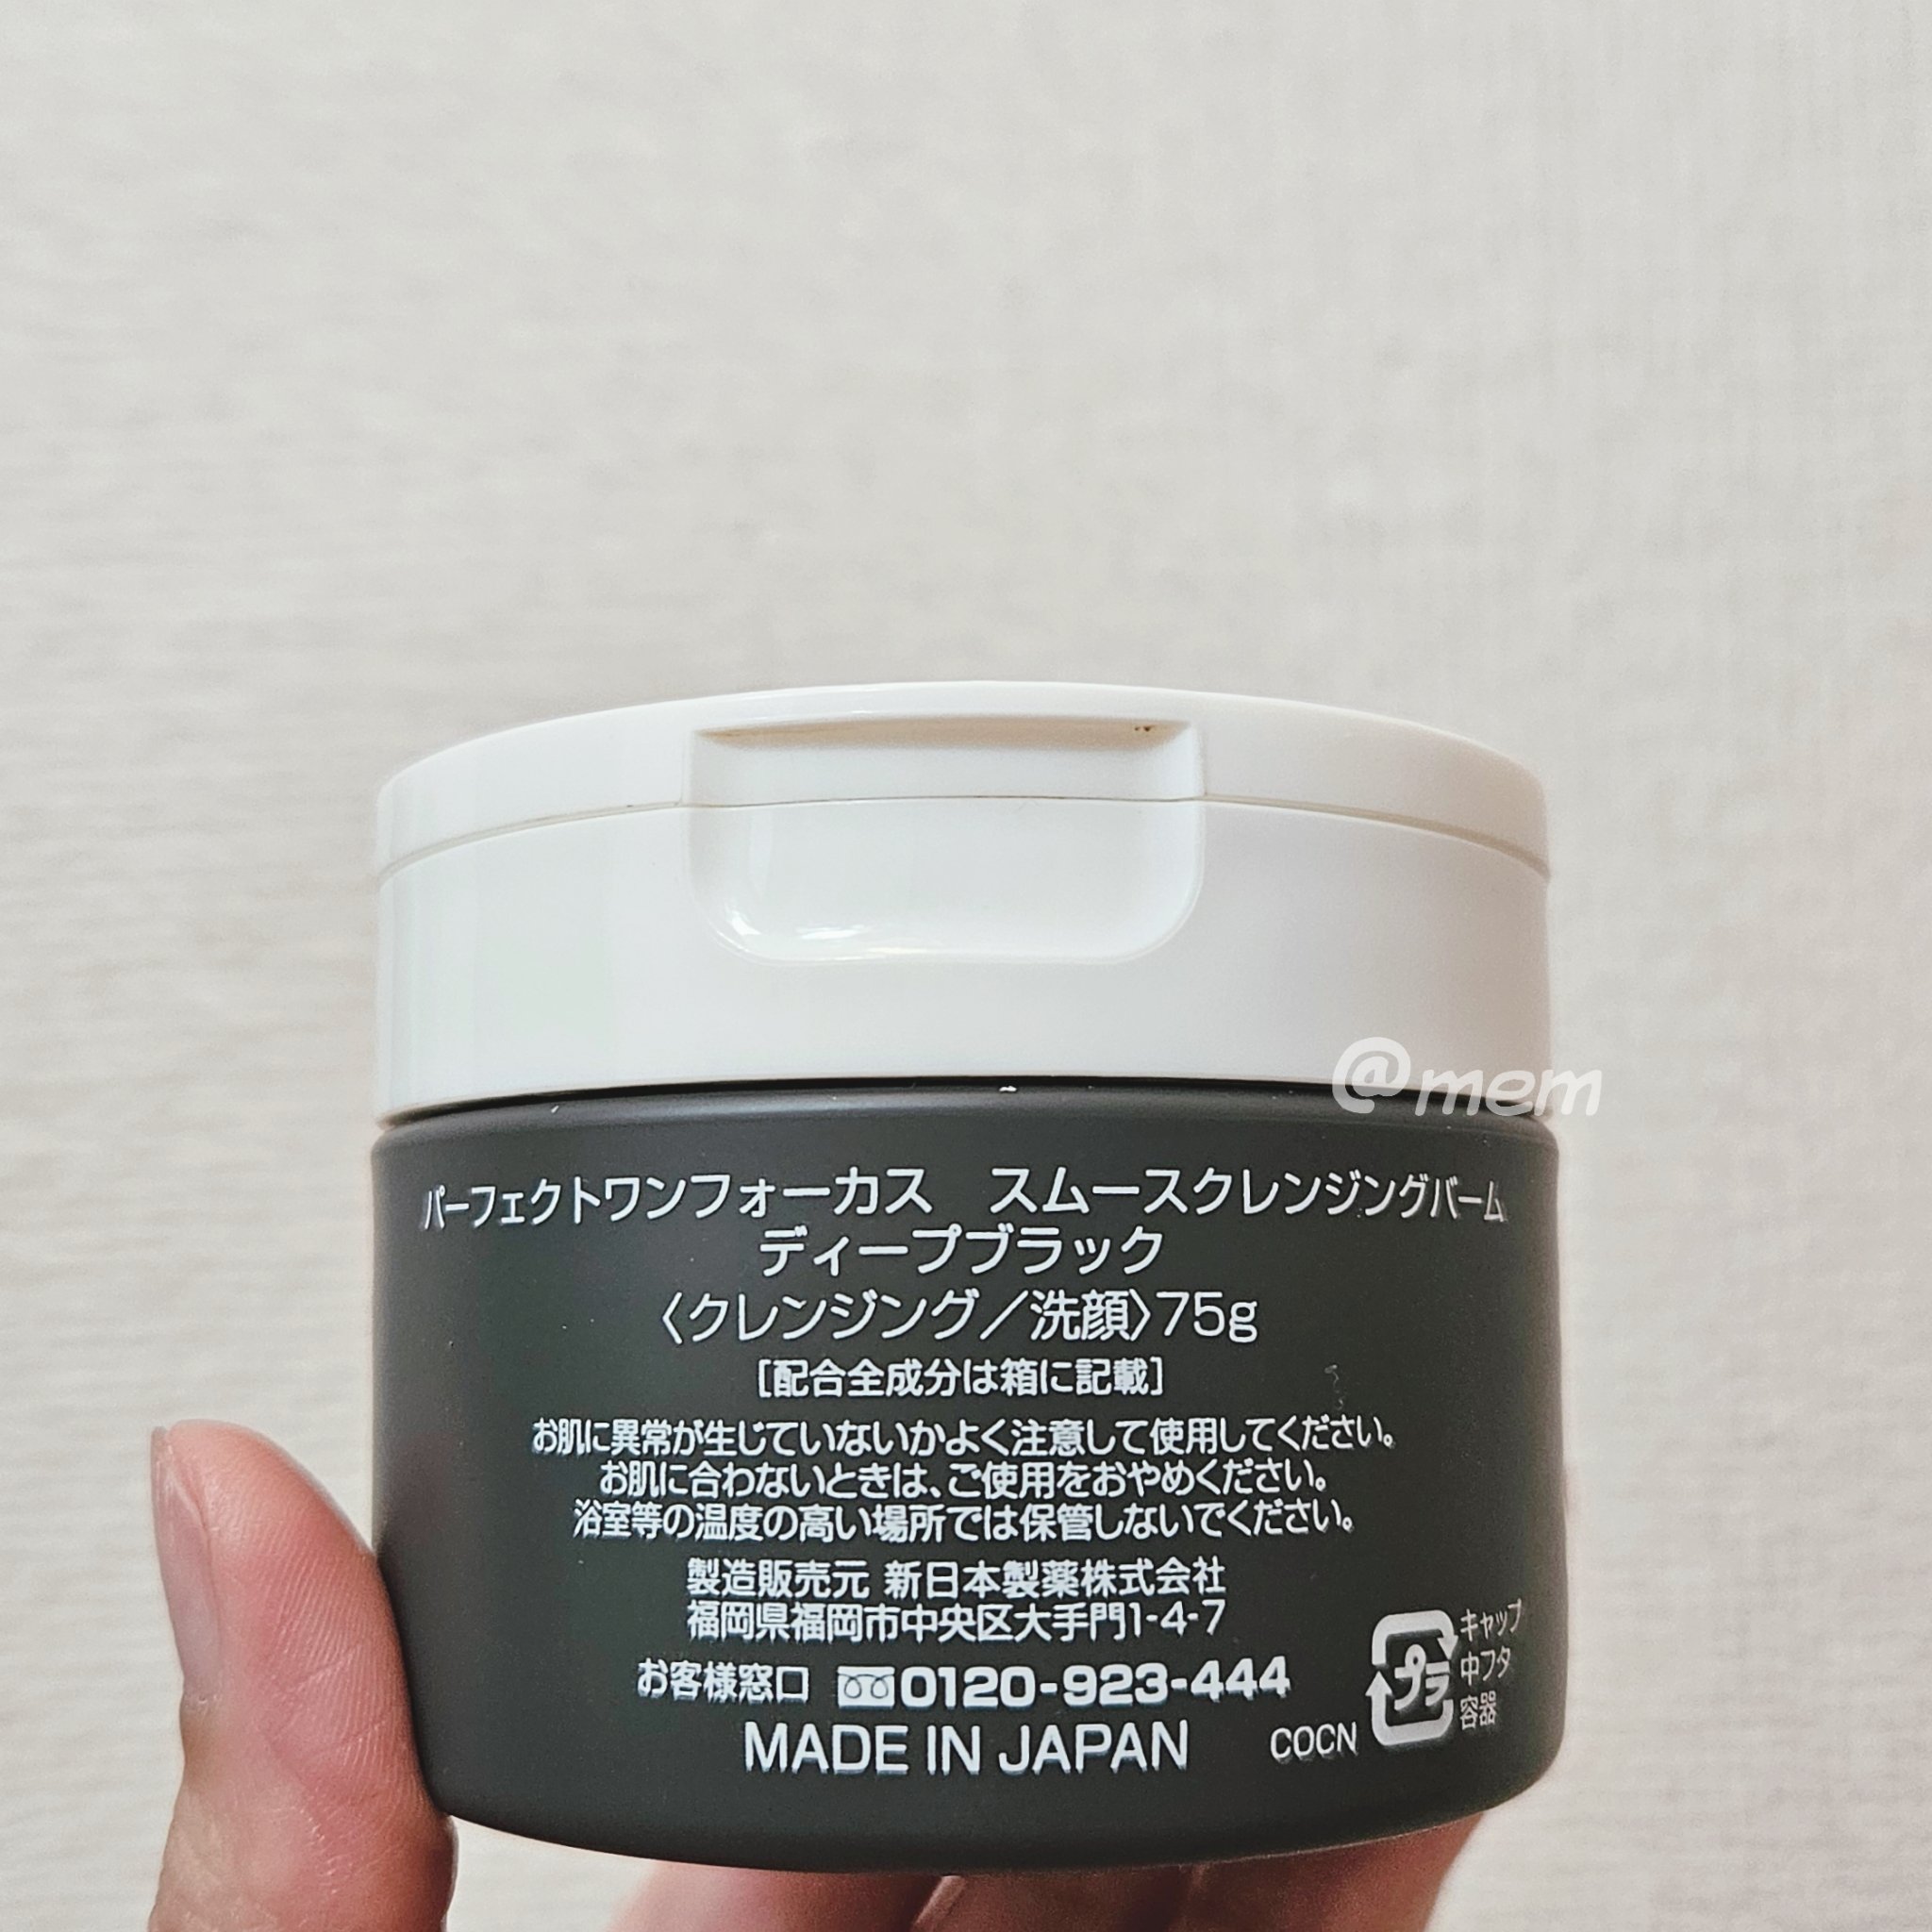 @mem
パーフェクトワンフォーカス　スムースクレンジングバーム
ディープブラック
〈クレンジング／洗顔〉75g
［配合全成分は箱に記載］
お肌に異常が生じていないかよく注意して使用してください。
お肌に合わないときは、ご使用をおやめください。
浴室等の温度の高い場所では保管しないでください。
製造販売元 新日本製薬株式会社
福岡県福岡市中央区大手門1-4-7
お客様窓口 0120-923-444
MADE IN JAPAN
COCN
プラ
キャップ
中フタ
容器